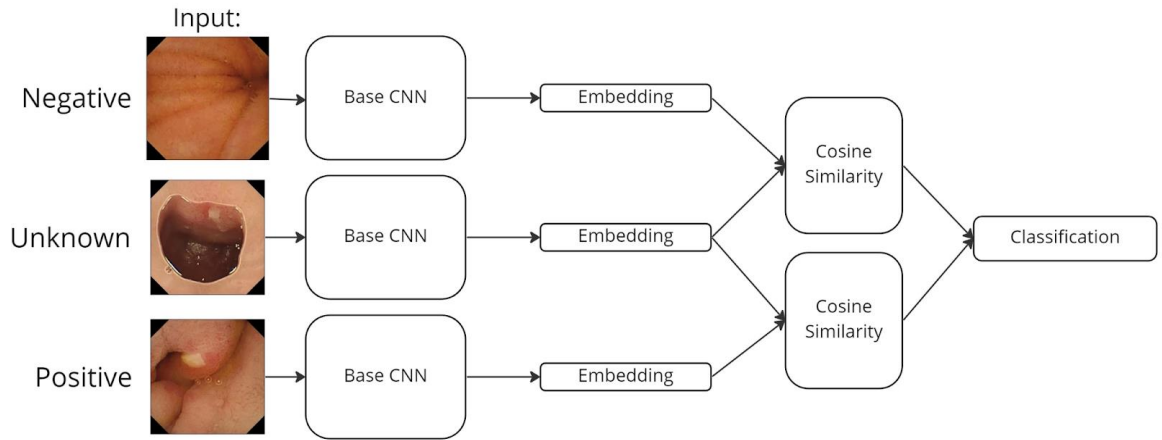 Input:
Negative
Base CNN
Embedding
Cosine
Similarity
Unknown
Base CNN
Embedding
Classification
Cosine
Similarity
Positive
Base CNN
Embedding